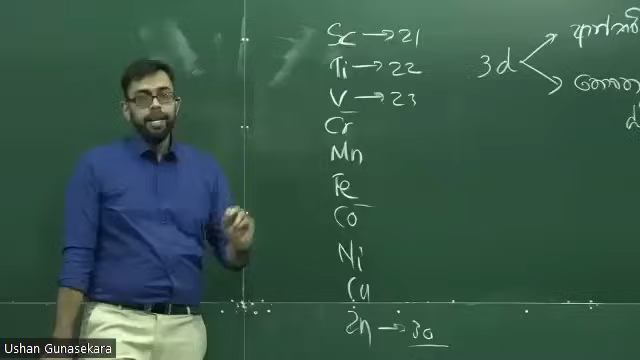 Sc → 21
Ti → 22
V → 23
Cr
Mn
Fe
Co
Ni
Cu
Zn → 30
3d
Ushan Gunasekara